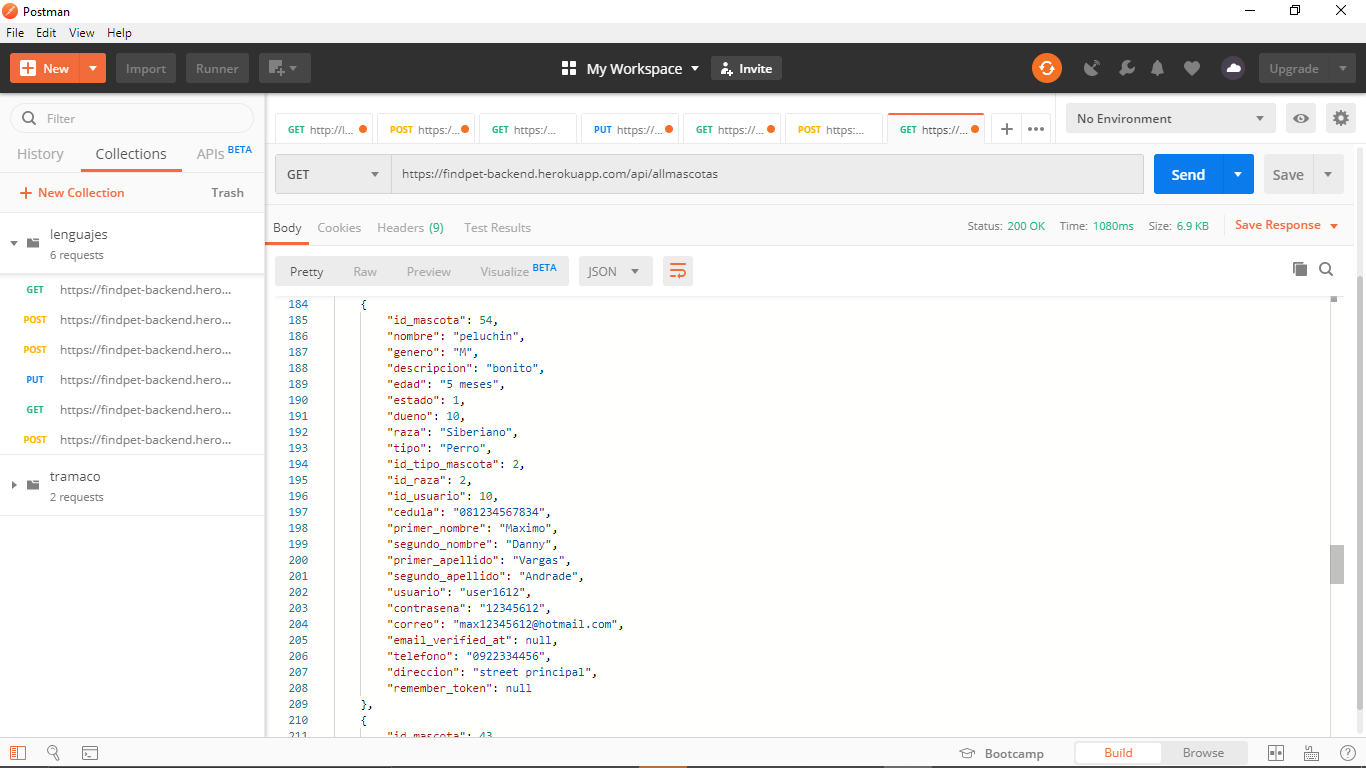 Postman
File Edit View Help
New Import Runner My Workspace Invite Upgrade
Filter
History Collections APIs BETA
New Collection Trash
lenguajes
6 requests
GET https://findpet-backend.hero...
POST https://findpet-backend.hero...
POST https://findpet-backend.hero...
PUT https://findpet-backend.hero...
GET https://findpet-backend.hero...
POST https://findpet-backend.hero...
tramaco
2 requests
GET http://l... POST https:/... GET https:/... PUT https://... GET https://... POST https:... GET https://... No Environment
GET https://findpet-backend.herokuapp.com/api/allmascotas Send Save
Body Cookies Headers (9) Test Results Status: 200 OK Time: 1080ms Size: 6.9 KB Save Response
Pretty Raw Preview Visualize BETA JSON
184 {
185 "id_mascota": 54,
186 "nombre": "peluchin",
187 "genero": "M",
188 "descripcion": "bonito",
189 "edad": "5 meses",
190 "estado": 1,
191 "dueno": 10,
192 "raza": "Siberiano",
193 "tipo": "Perro",
194 "id_tipo_mascota": 2,
195 "id_raza": 2,
196 "id_usuario": 10,
197 "cedula": "081234567834",
198 "primer_nombre": "Maximo",
199 "segundo_nombre": "Danny",
200 "primer_apellido": "Vargas",
201 "segundo_apellido": "Andrade",
202 "usuario": "user1612",
203 "contrasena": "12345612",
204 "correo": "max12345612@hotmail.com",
205 "email_verified_at": null,
206 "telefono": "0922334456",
207 "direccion": "street principal",
208 "remember_token": null
209 },
210 {
211 "id_mascota": 43
Bootcamp Build Browse